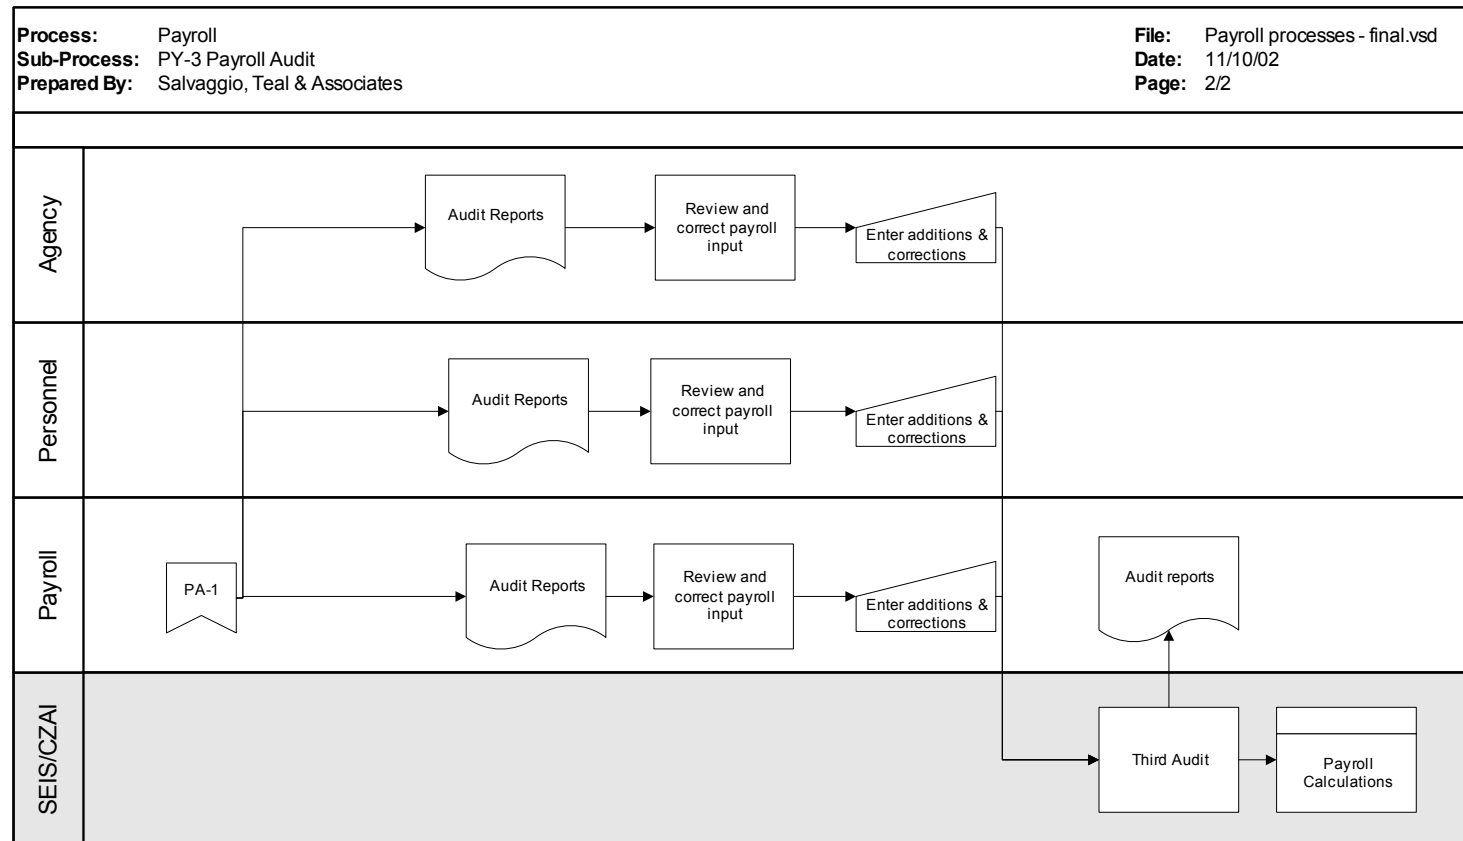 Process: Payroll
Sub-Process: PY-3 Payroll Audit
Prepared By: Salvaggio, Teal & Associates
File: Payroll processes - final.vsd
Date: 11/10/02
Page: 2/2
Agency
Audit Reports
Review and
correct payroll
input
Enter additions &
corrections
Personnel
Audit Reports
Review and
correct payroll
input
Enter additions &
corrections
Payroll
PA-1
Audit Reports
Review and
correct payroll
input
Enter additions &
corrections
Audit reports
SEIS/CZAI
Third Audit
Payroll
Calculations